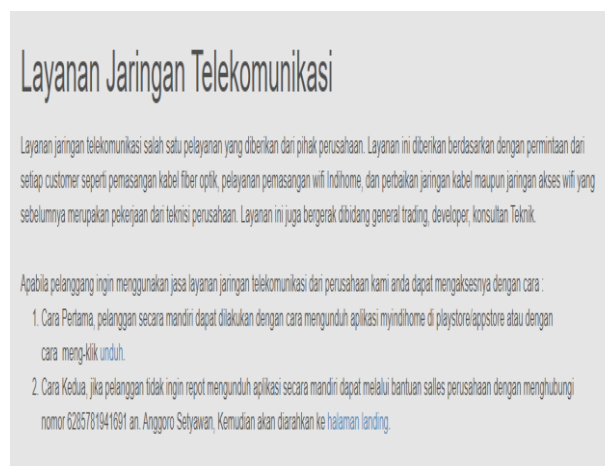 Layanan Jaringan Telekomunikasi
Layanan jaringan telekomunikasi salah satu pelayanan yang diberikan dari pihak perusahaan. Layanan ini diberikan berdasarkan dengan permintaan dari
setiap customer seperti pemasangan kabel fiber optik, pelayanan pemasangan wifi Indihome, dan perbaikan jaringan kabel maupun jaringan akses wifi yang
sebelumnya merupakan pekerjaan dari teknisi perusahaan. Layanan ini juga bergerak dibidang general trading, developer, konsultan Teknik.
Apabila pelanggang ingin menggunakan jasa layanan jaringan telekomunikasi dari perusahaan kami anda dapat mengaksesnya dengan cara :
1. Cara Pertama, pelanggan secara mandiri dapat dilakukan dengan cara mengunduh aplikasi myindihome di playstore/appstore atau dengan
cara meng-klik unduh.
2. Cara Kedua, jika pelanggan tidak ingin repot mengunduh aplikasi secara mandiri dapat melalui bantuan salles perusahaan dengan menghubungi
nomor 6285781941691 an. Anggoro Setyawan, Kemudian akan diarahkan ke halaman landing.